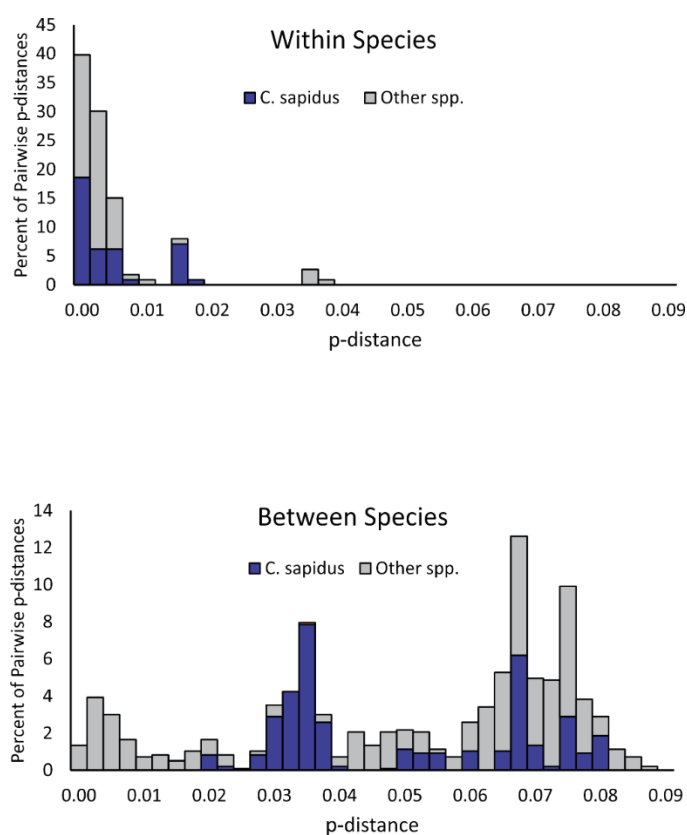 Within Species
C. sapidus Other spp.
Percent of Pairwise p-distances
45
40
35
30
25
20
15
10
5
0
0.00 0.01 0.02 0.03 0.04 0.05 0.06 0.07 0.08 0.09
p-distance
Between Species
C. sapidus Other spp.
Percent of Pairwise p-distances
14
12
10
8
6
4
2
0
0.00 0.01 0.02 0.03 0.04 0.05 0.06 0.07 0.08 0.09
p-distance